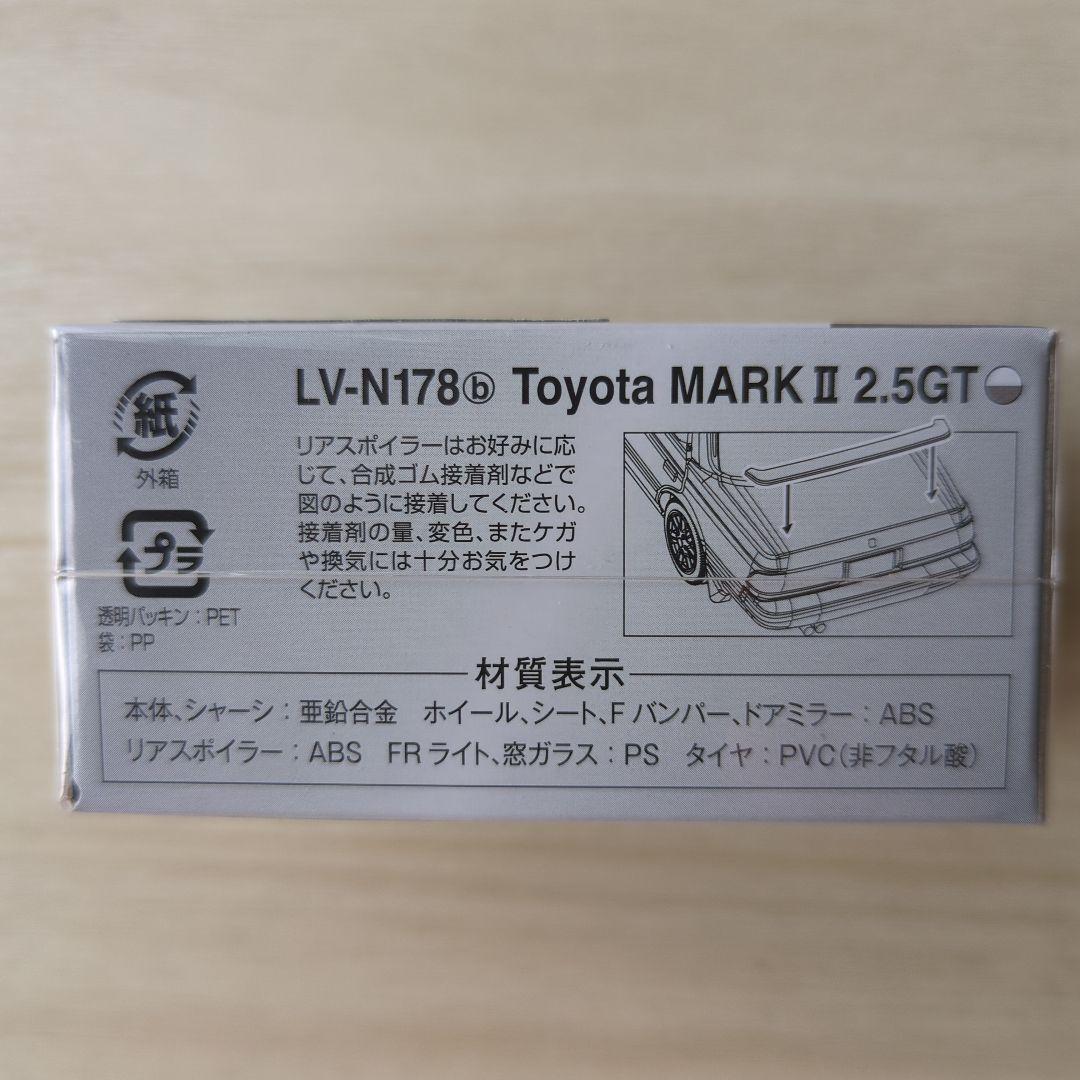 LV-N178ⓑ Toyota MARK Ⅱ 2.5GT
紙
外箱
プラ
透明パッキン:PET
袋:PP
リアスポイラーはお好みに応
じて、合成ゴム接着剤などで
図のように接着してください。
接着剤の量、変色、またケガ
や換気には十分お気をつけ
ください。
材質表示
本体、シャーシ:亜鉛合金 ホイール、シート、Fバンパー、ドアミラー:ABS
リアスポイラー:ABS FRライト、窓ガラス:PS タイヤ:PVC(非フタル酸)